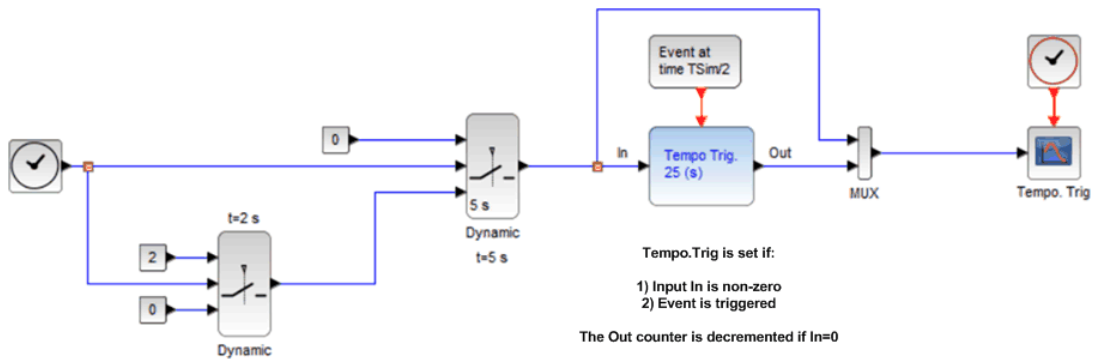 Event at
time TSim/2
0
In
Tempo Trig.
25 (s)
Out
MUX
Tempo. Trig
5 s
Dynamic
t=5 s
t=2 s
2
0
Dynamic
Tempo.Trig is set if:
1) Input In is non-zero
2) Event is triggered
The Out counter is decremented if In=0